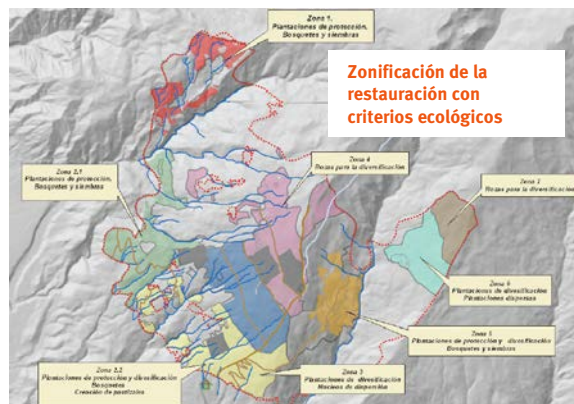 Zona 1.
Plantaciones de protección.
Bosquetes y siembras
Zonificación de la
restauración con
criterios ecológicos
Zona 2.1
Plantaciones de protección.
Bosquetes y siembras
Zona 4
Rozas para la diversificación
Zona 7
Rozas para la diversificación
Zona 6
Plantaciones de diversificación
Plantaciones dispersas
Zona 5
Plantaciones de protección y diversificación
Bosquetes y siembras
Zona 2.2
Plantaciones de protección y diversificación
Bosquetes
Creación de pastizales
Zona 3
Plantaciones de diversificación
Núcleos de dispersión